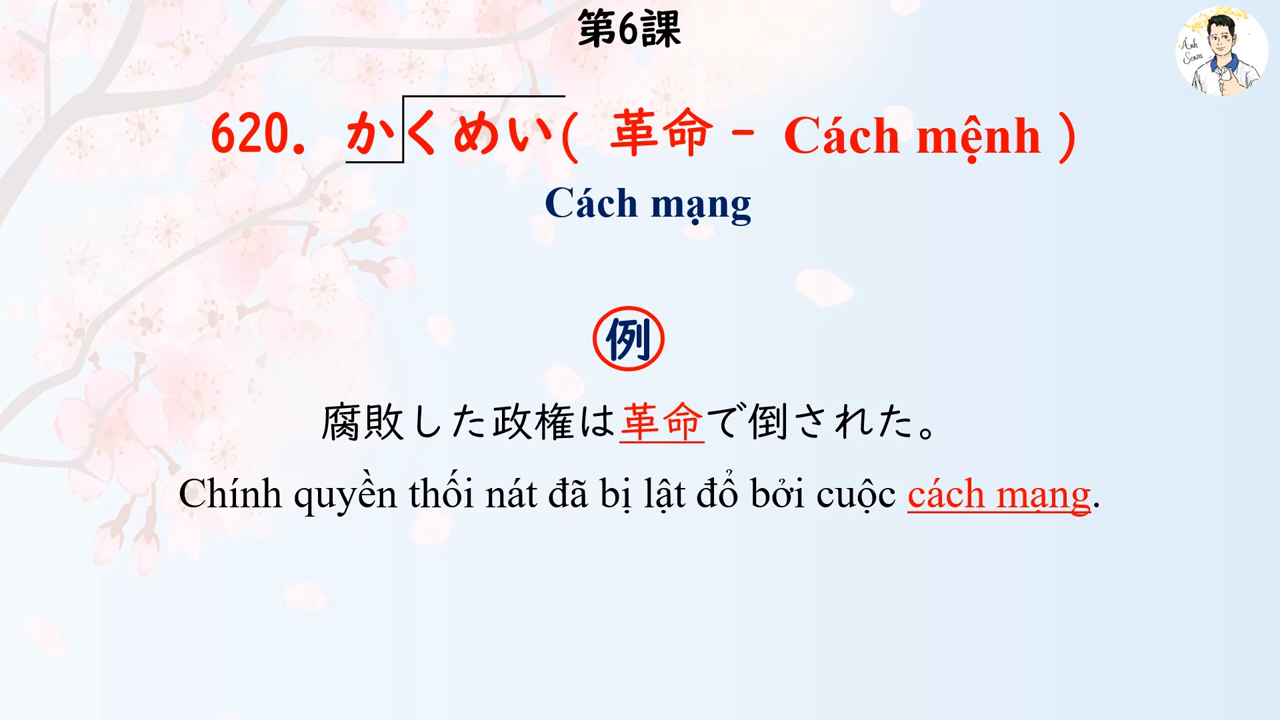 第6課
620. かくめい( 革命 - Cách mệnh )
Cách mạng
例
腐敗した政権は革命で倒された。
Chính quyền thối nát đã bị lật đổ bởi cuộc cách mạng.